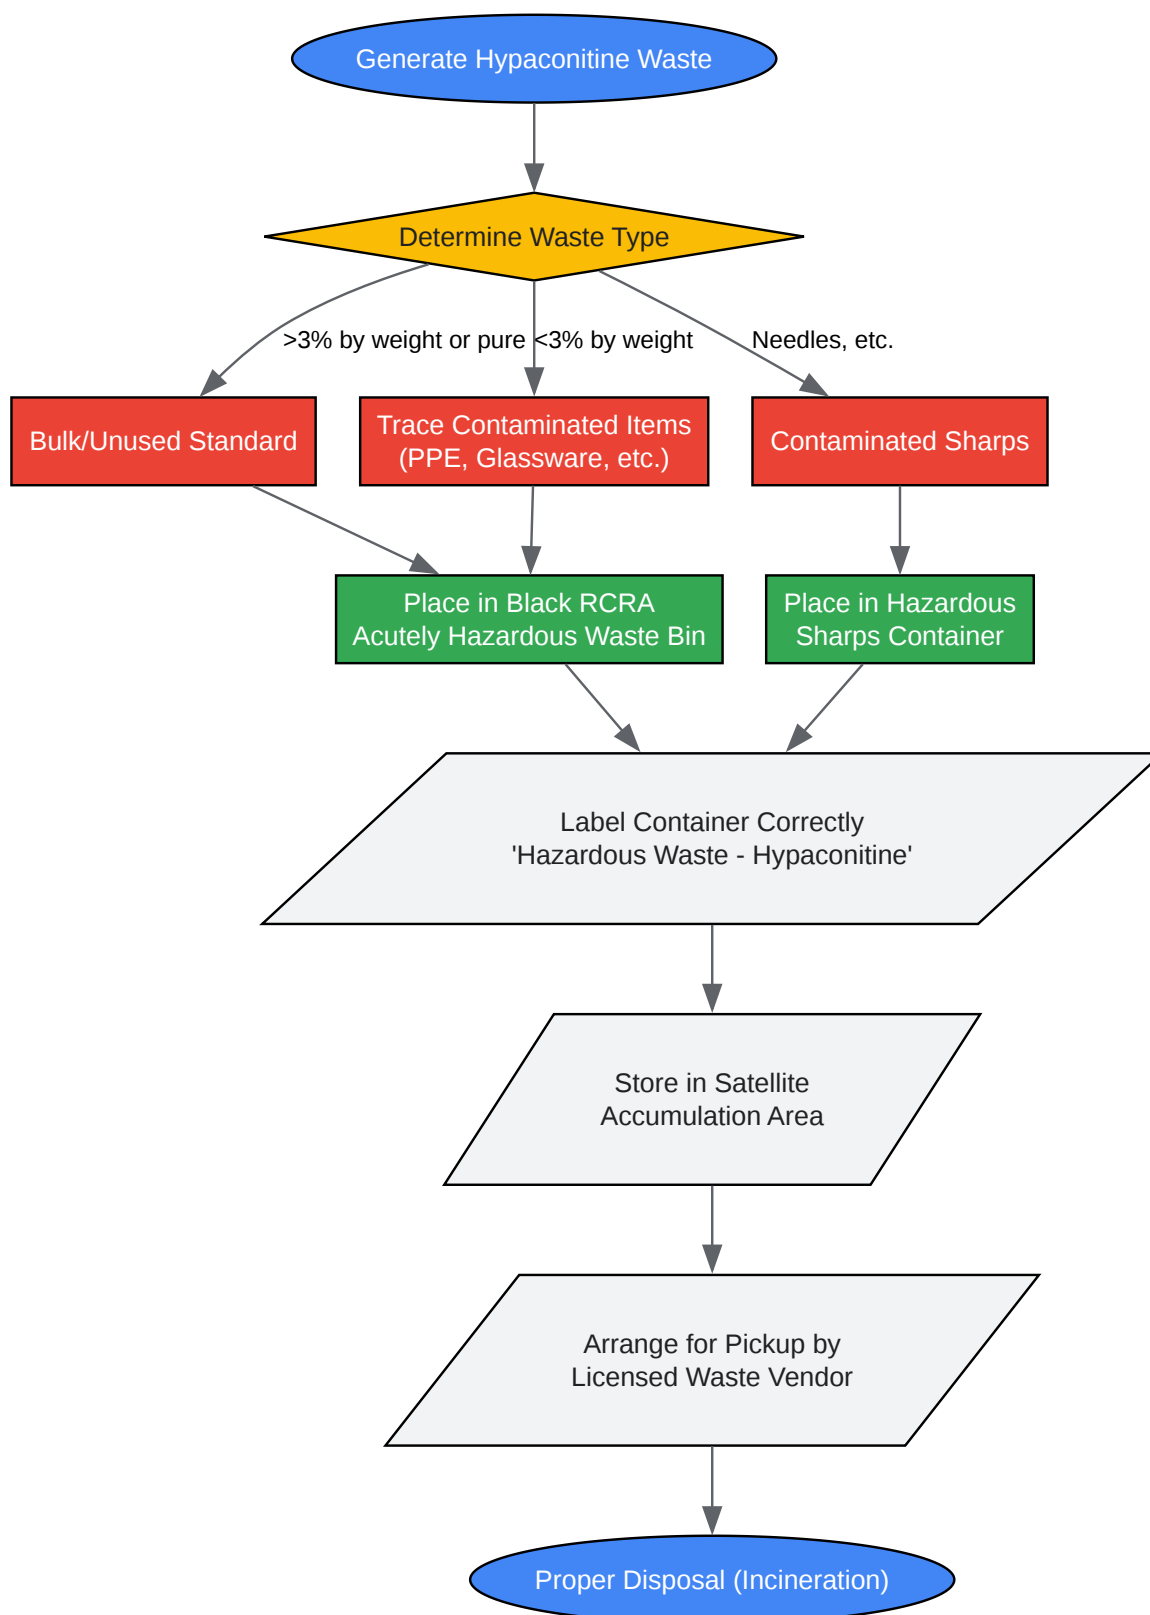 Generate Hypaconitine Waste
Determine Waste Type
>3% by weight or pure
<3% by weight
Needles, etc.
Bulk/Unused Standard
Trace Contaminated Items
(PPE, Glassware, etc.)
Contaminated Sharps
Place in Black RCRA
Acutely Hazardous Waste Bin
Place in Hazardous
Sharps Container
Label Container Correctly
'Hazardous Waste - Hypaconitine'
Store in Satellite
Accumulation Area
Arrange for Pickup by
Licensed Waste Vendor
Proper Disposal (Incineration)